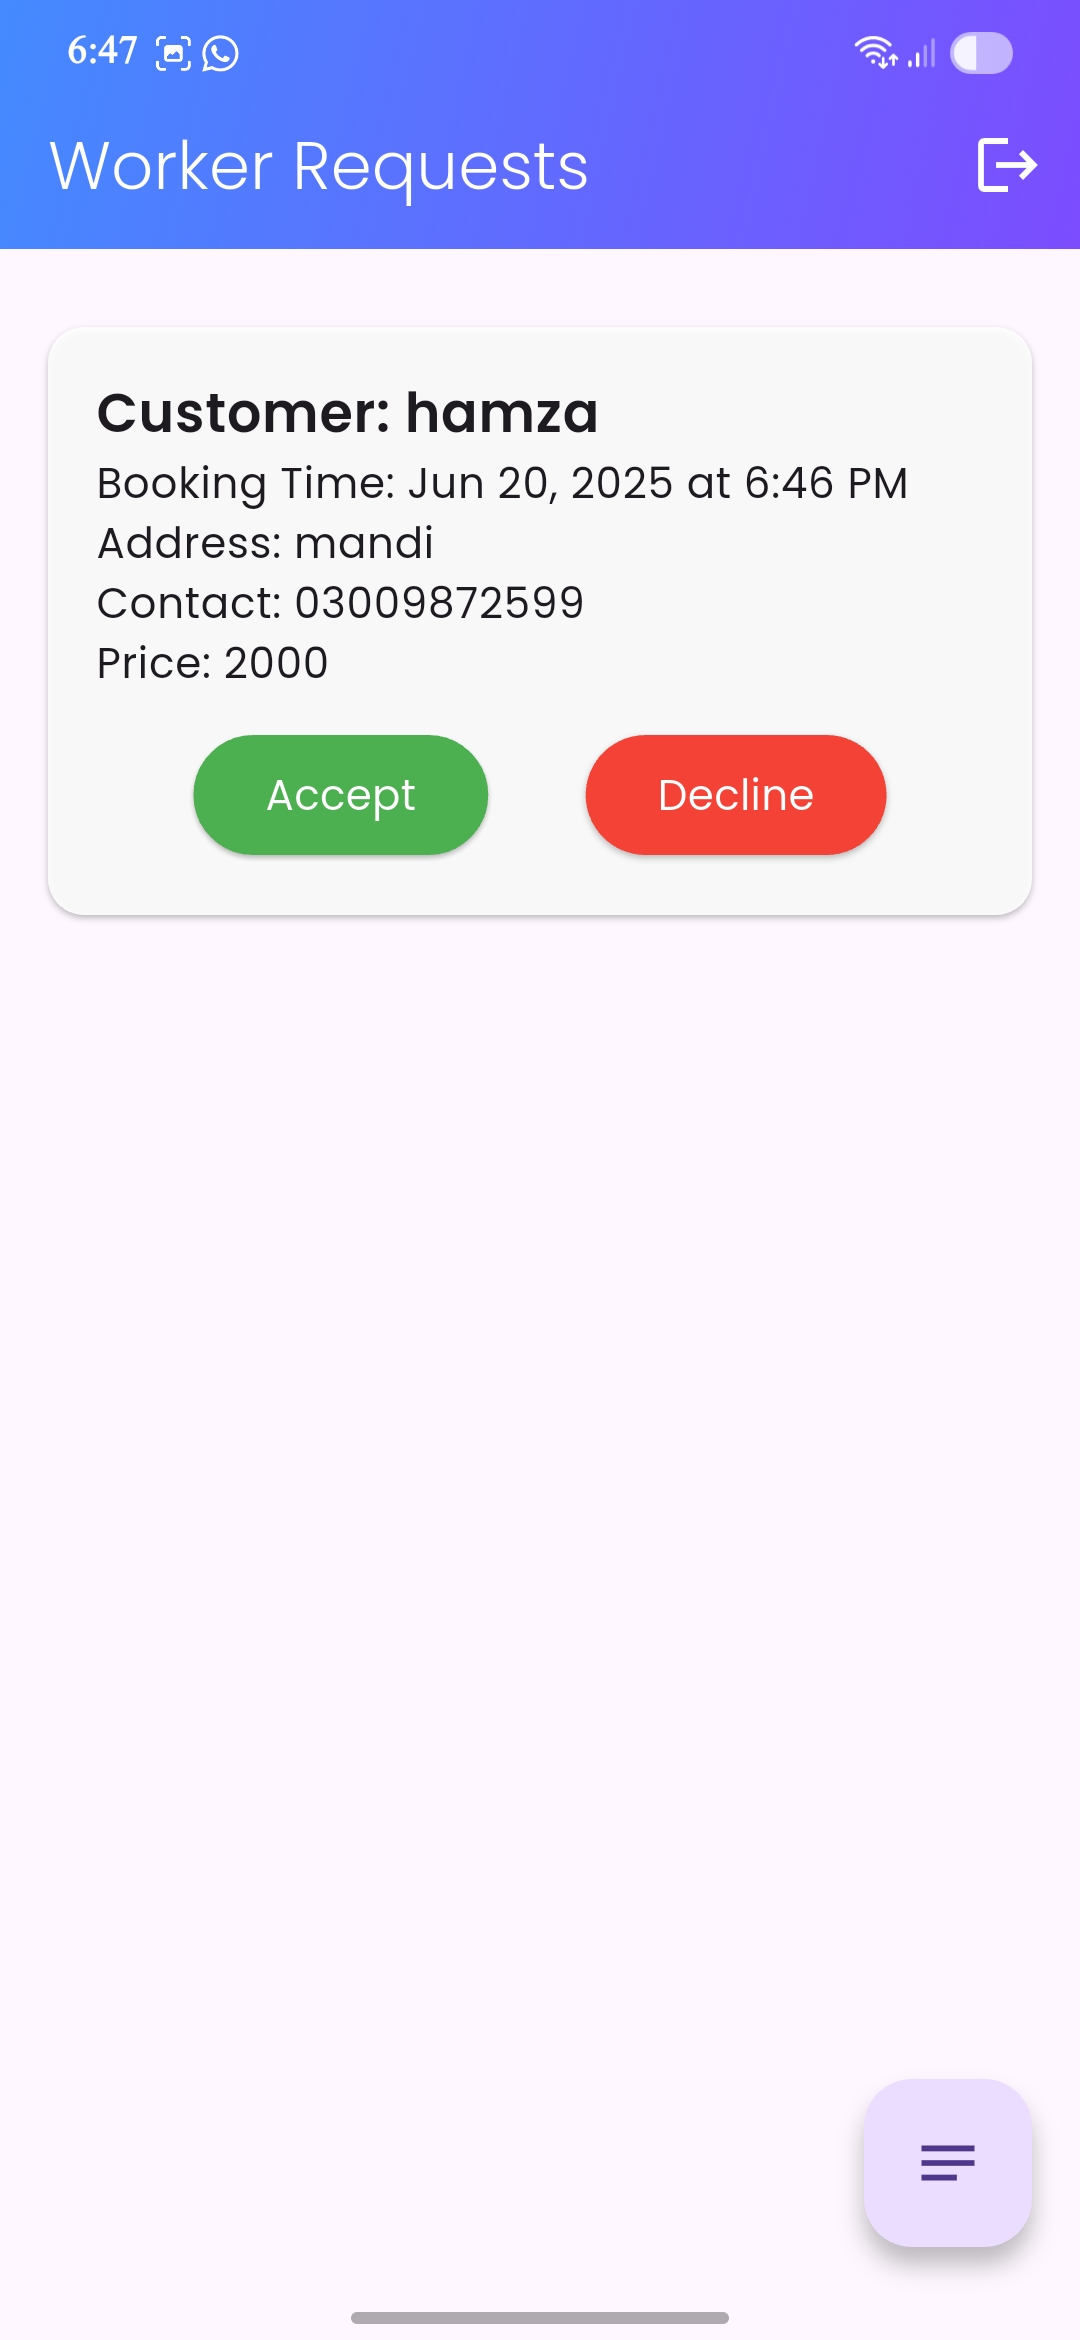 6:47
Worker Requests
Customer: hamza
Booking Time: Jun 20, 2025 at 6:46 PM
Address: mandi
Contact: 03009872599
Price: 2000
Accept
Decline